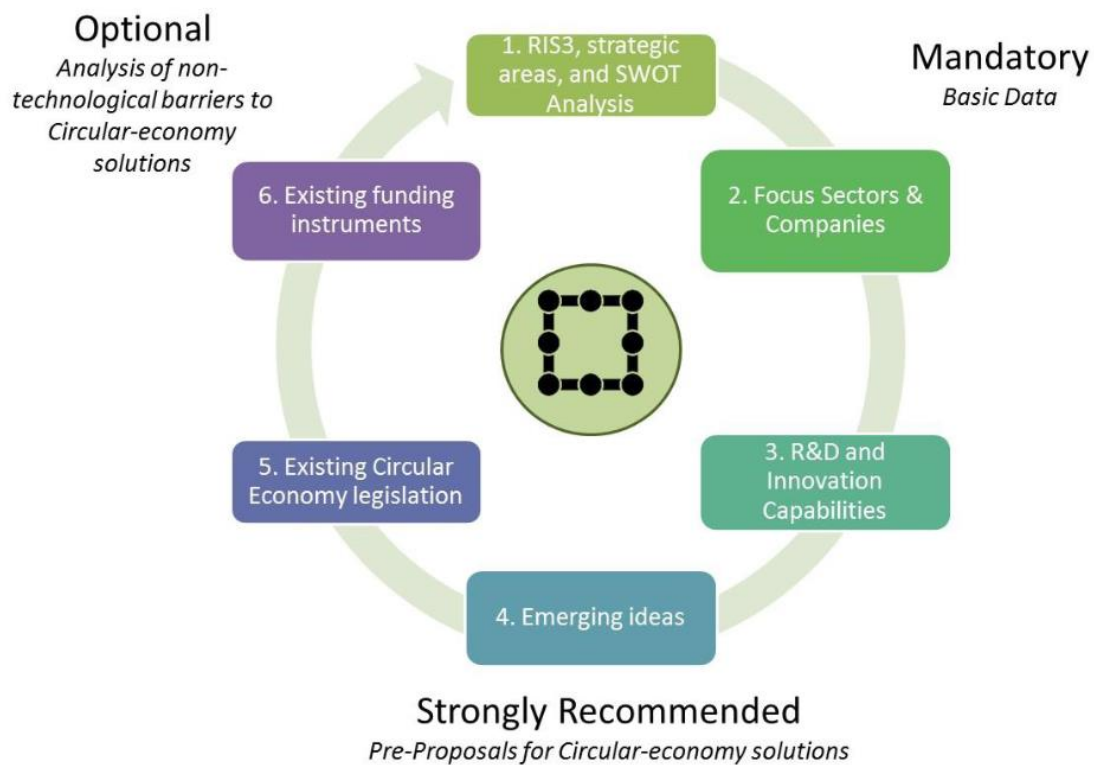 Optional
Analysis of non-
technological barriers to
Circular-economy
solutions
1. RIS3, strategic
areas, and SWOT
Analysis
Mandatory
Basic Data
2. Focus Sectors &
Companies
3. R&D and
Innovation
Capabilities
4. Emerging ideas
5. Existing Circular
Economy legislation
6. Existing funding
instruments
Strongly Recommended
Pre-Proposals for Circular-economy solutions